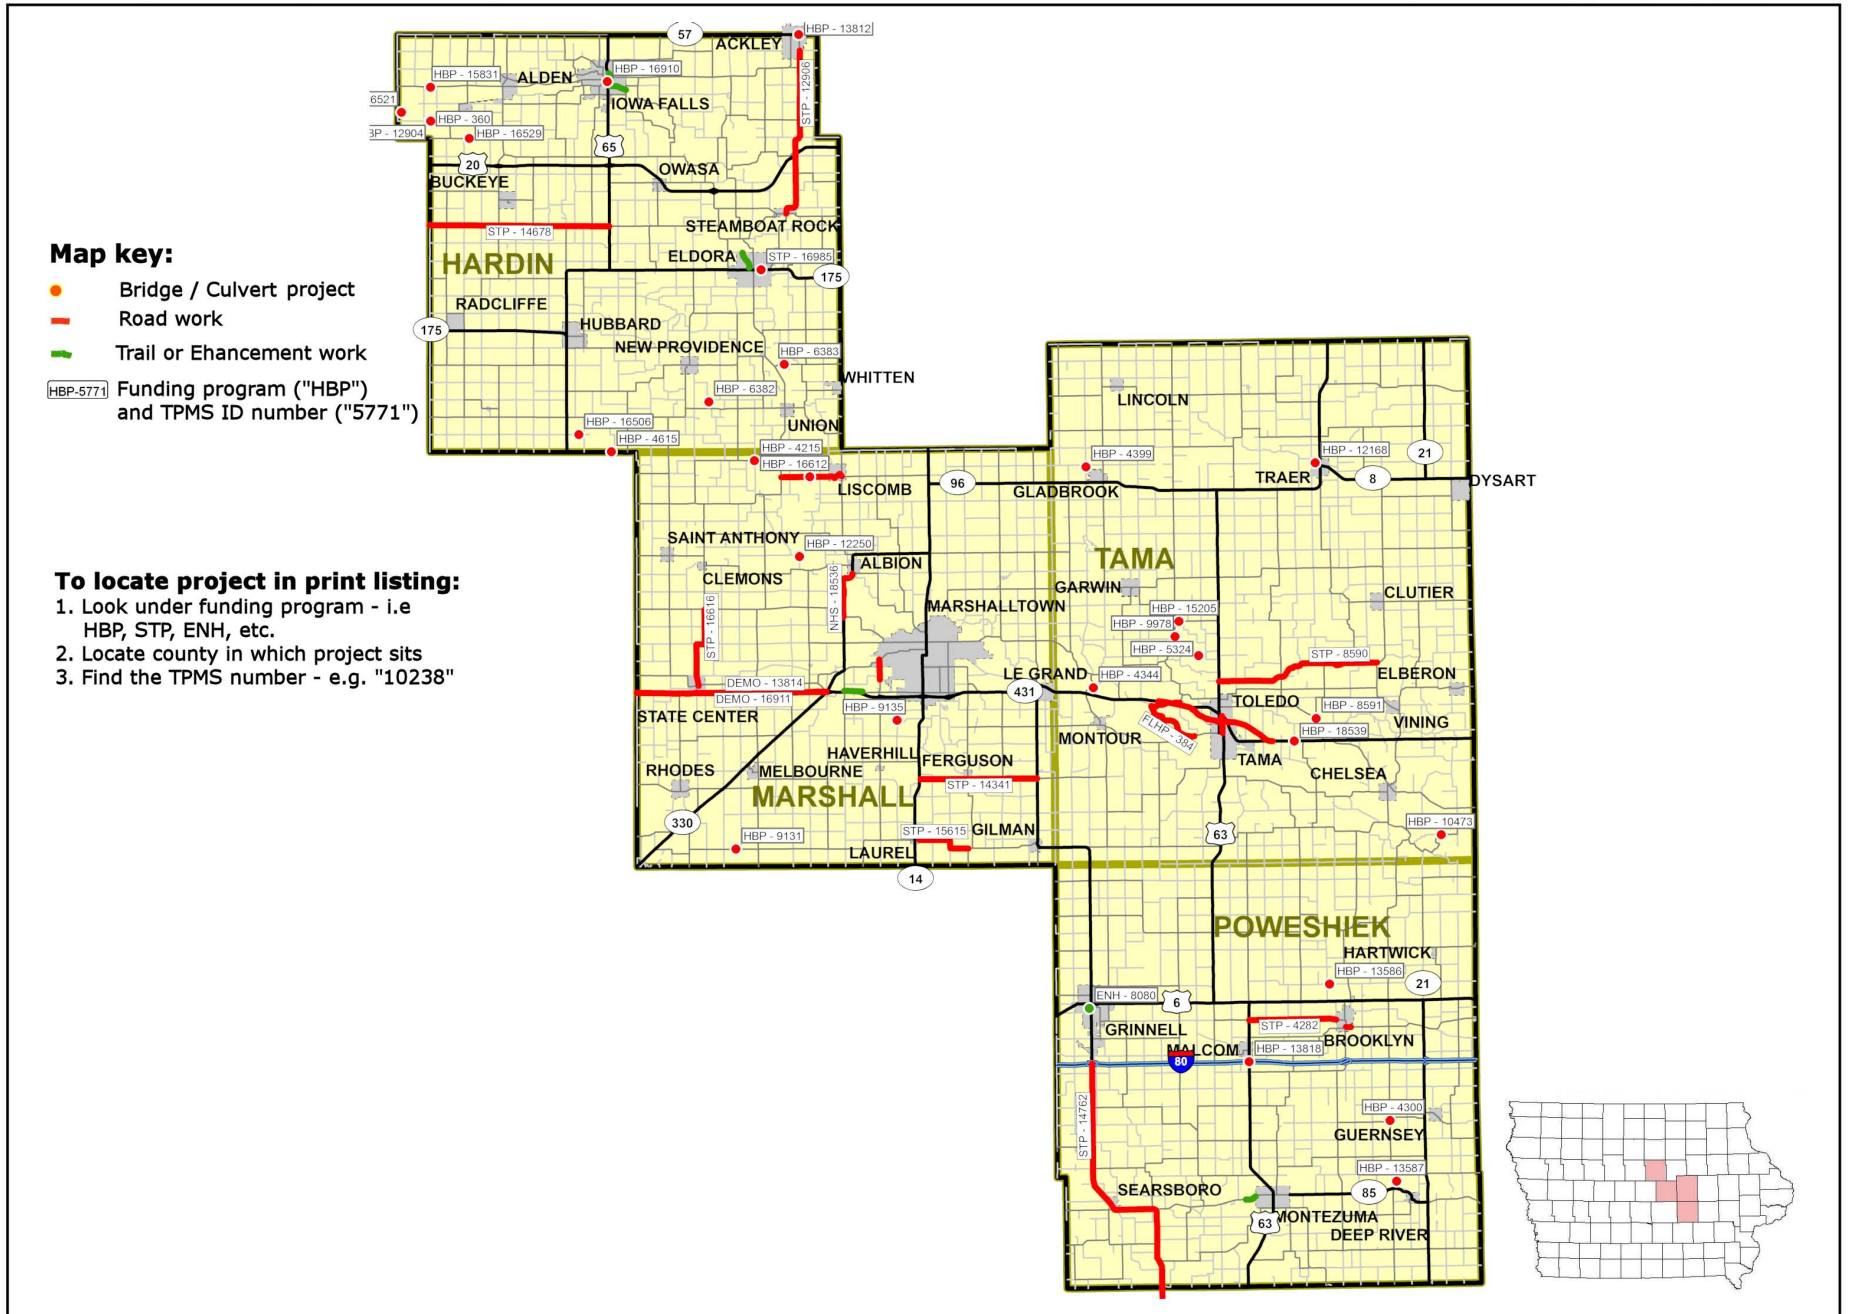 57
ACKLEY
HBP - 13812
HBP - 15831
ALDEN
HBP - 16910
IOWA FALLS
STP - 12906
6521
HBP - 360
BP - 12904
HBP - 16529
65
20
OWASA
BUCKEYE
STEAMBOAT ROCK
STP - 14678
HARDIN
ELDORA
STP - 16985
175
RADCLIFFE
175
HUBBARD
NEW PROVIDENCE
HBP - 6383
WHITTEN
HBP - 6382
UNION
HBP - 16506
HBP - 4615
Map key:
Bridge / Culvert project
Road work
Trail or Ehancement work
HBP-5771
Funding program ("HBP")
and TPMS ID number ("5771")
To locate project in print listing:
1. Look under funding program - i.e
HBP, STP, ENH, etc.
2. Locate county in which project sits
3. Find the TPMS number - e.g. "10238"
HBP - 4215
HBP - 16612
LISCOMB
96
SAINT ANTHONY
HBP - 12250
CLEMONS
ALBION
NHS - 18536
MARSHALLTOWN
STP - 16616
DEMO - 13814
DEMO - 16911
STATE CENTER
HBP - 9135
HAVERHILL
FERGUSON
RHODES
MELBOURNE
MARSHALL
STP - 14341
330
HBP - 9131
STP - 15615
GILMAN
LAUREL
14
LE GRAND
431
LINCOLN
HBP - 4399
GLADBROOK
HBP - 12168
TRAER
21
8
DYSART
TAMA
GARWIN
CLUTIER
HBP - 15205
HBP - 9978
HBP - 5324
STP - 8590
ELBERON
HBP - 4344
TOLEDO
HBP - 8591
VINING
FLHP - 384
MONTOUR
HBP - 18539
TAMA
CHELSEA
63
HBP - 10473
POWESHIEK
HARTWICK
HBP - 13586
21
ENH - 8080
6
GRINNELL
STP - 4282
BROOKLYN
MALCOM
HBP - 13818
80
STP - 14762
HBP - 4300
GUERNSEY
HBP - 13587
SEARSBORO
85
63
MONTEZUMA
DEEP RIVER